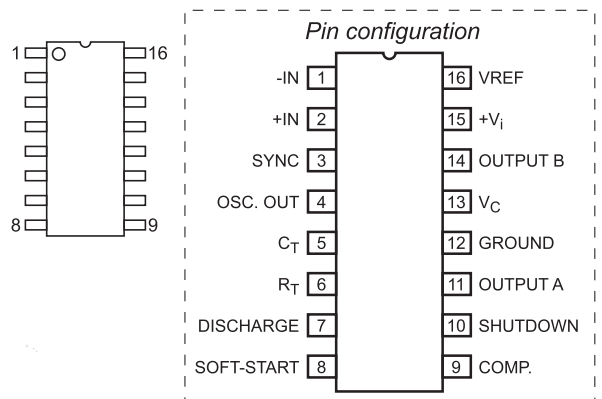 Pin configuration
1 16
8 9
-IN 1 16 VREF
+IN 2 15 +Vi
SYNC 3 14 OUTPUT B
OSC. OUT 4 13 VC
CT 5 12 GROUND
RT 6 11 OUTPUT A
DISCHARGE 7 10 SHUTDOWN
SOFT-START 8 9 COMP.